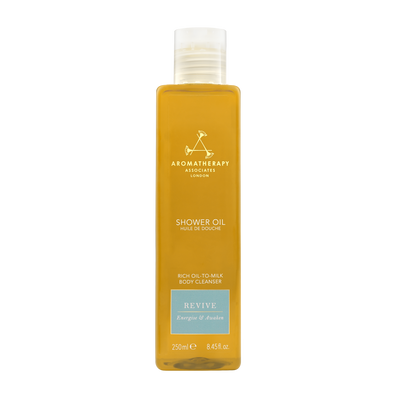 AROMATHERAPY
ASSOCIATES
LONDON
SHOWER OIL
HUILE DE DOUCHE
RICH OIL-TO-MILK
BODY CLEANSER
REVIVE
Energise & Awaken
250ml ℮ 8.45fl.oz